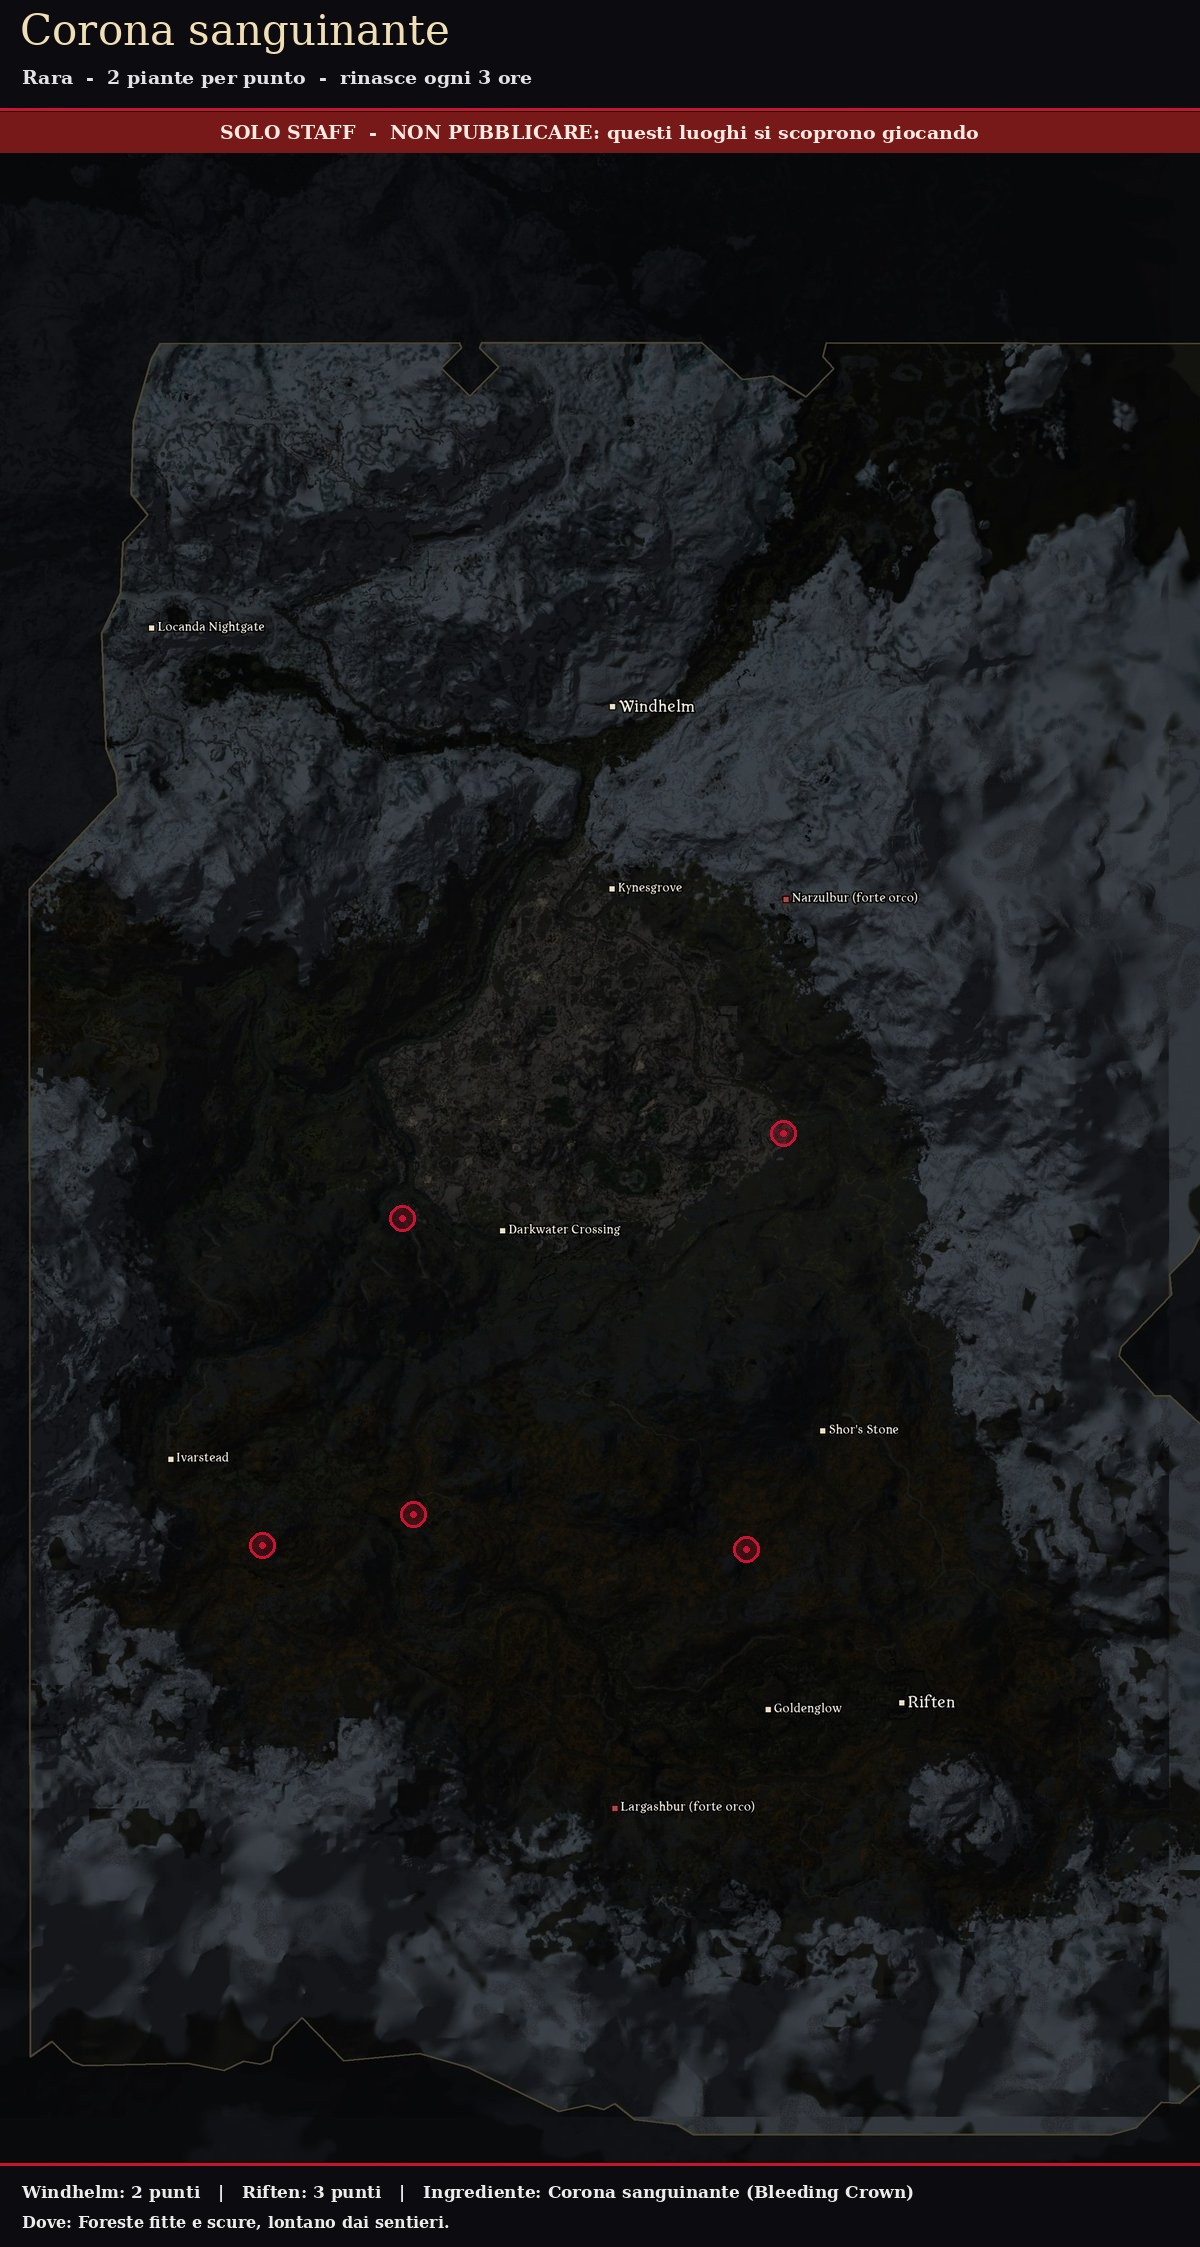 Corona sanguinante
Rara - 2 piante per punto - rinasce ogni 3 ore
SOLO STAFF - NON PUBBLICARE: questi luoghi si scoprono giocando
Locanda Nightgate
Windhelm
Kynesgrove
Narzulbur (forte orco)
Darkwater Crossing
Shor's Stone
Ivarstead
Riften
Goldenglow
Largashbur (forte orco)
Windhelm: 2 punti | Riften: 3 punti | Ingrediente: Corona sanguinante (Bleeding Crown)
Dove: Foreste fitte e scure, lontano dai sentieri.